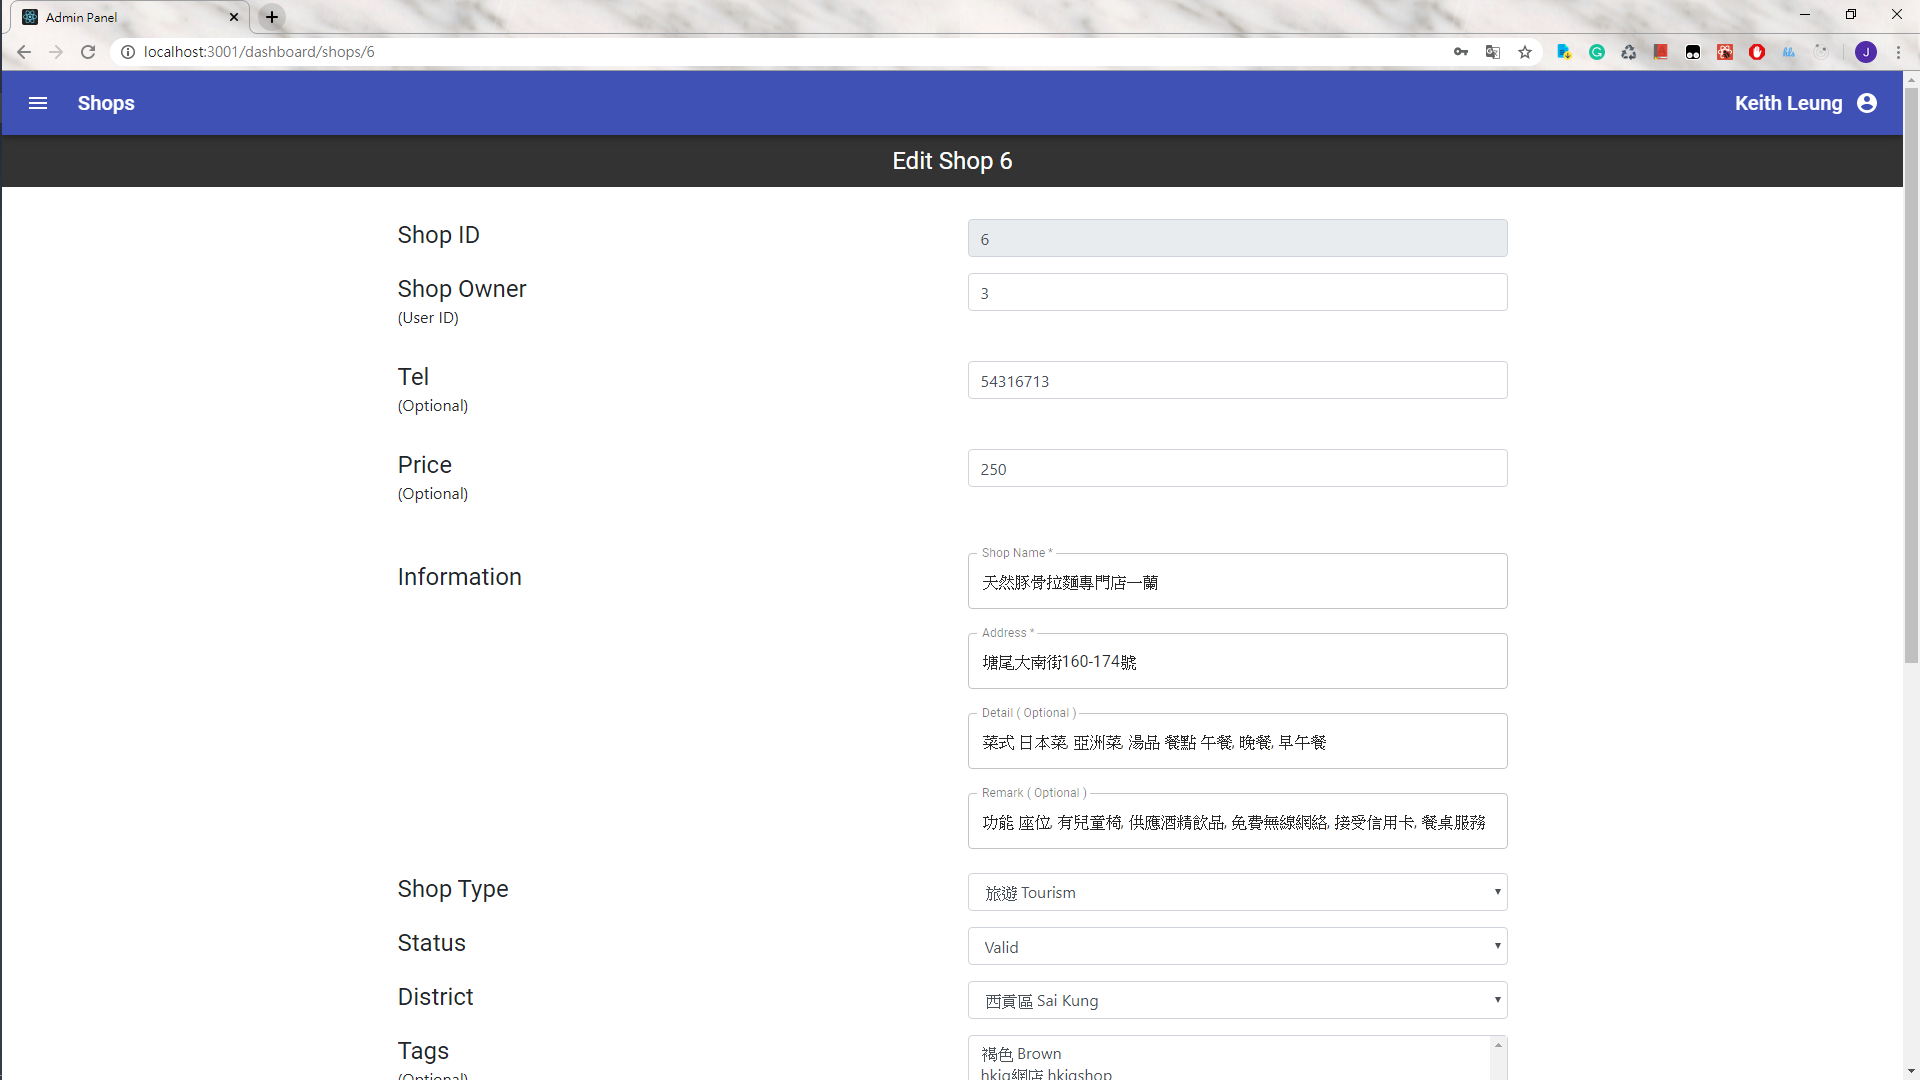 Admin Panel
localhost:3001/dashboard/shops/6
J
Shops
Keith Leung
Edit Shop 6
Shop ID
6
Shop Owner
(User ID)
3
Tel
(Optional)
54316713
Price
(Optional)
250
Information
Shop Name *
天然豚骨拉麵專門店一蘭
Address *
塘尾大南街160-174號
Detail ( Optional )
菜式 日本菜, 亞洲菜, 湯品 餐點 午餐, 晚餐, 早午餐
Remark ( Optional )
功能 座位, 有兒童椅, 供應酒精飲品, 免費無線網絡, 接受信用卡, 餐桌服務
Shop Type
旅遊 Tourism
Status
Valid
District
西貢區 Sai Kung
Tags
(Optional)
褐色 Brown
hkig網店 hkigshop